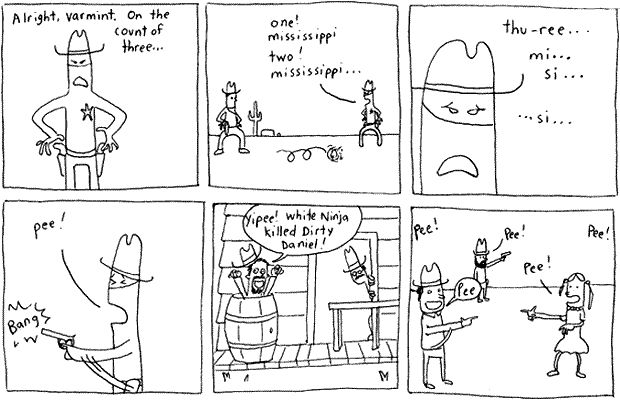 Alright, varmint. On the
count of
three...
one!
mississippi
two!
mississippi...
thu-ree...
mi...
si...
...si...
pee!
Bang
Yipee! White Ninja
killed Dirty
Daniel!
Pee!
Pee!
Pee!
Pee!
Pee